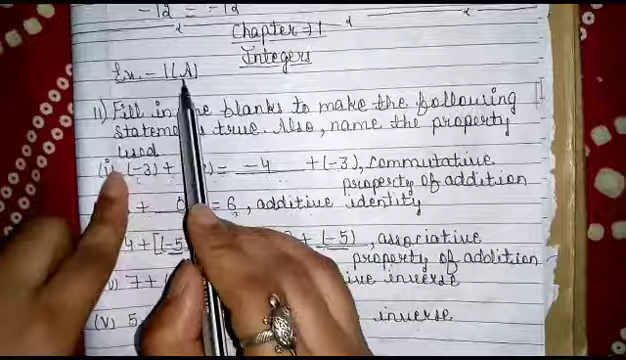 -12 = -12
Chapter - 1
Integers
Ex. - 1(A)
11) Fill in the blanks to make the following
statements true. Also, name the property
used
(i) (-3) + = -4 + (-3), commutative
property of addition
+ 0 = 6, additive identity
4 + [(-5) + (-5), associative
property of addition
7 + inverse
(v) 5 inverse